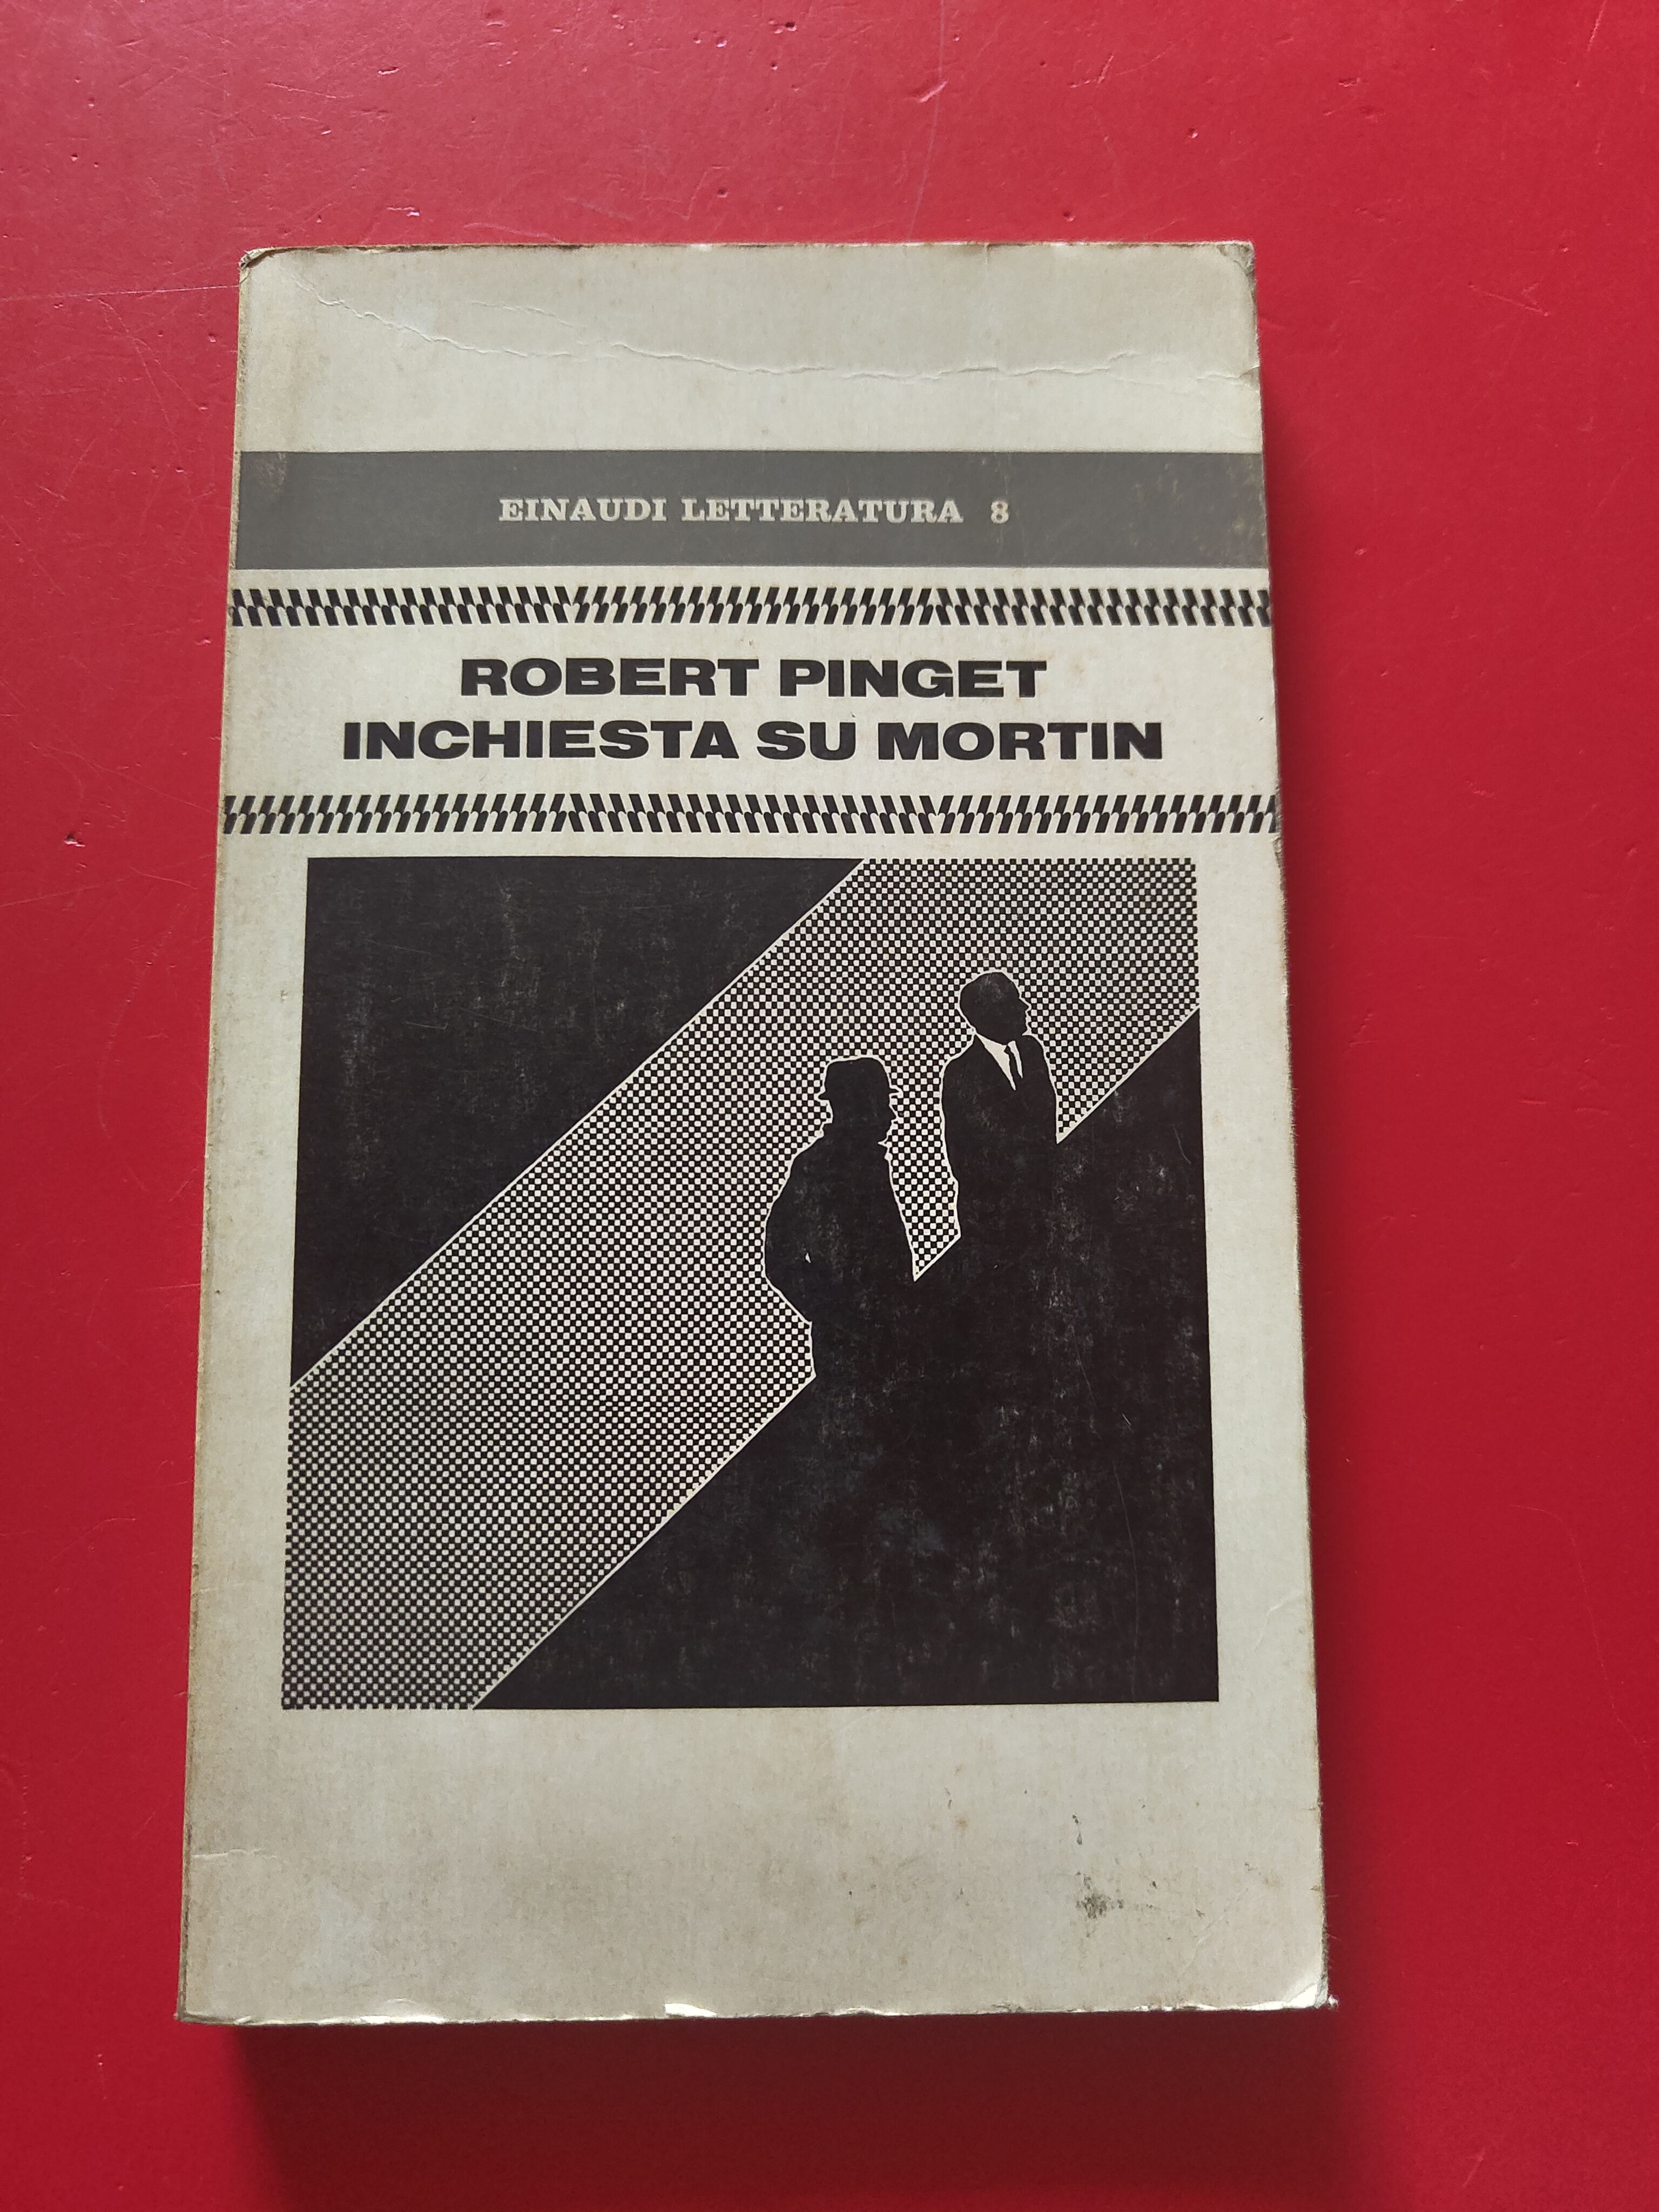 EINAUDI LETTERATURA 8
ROBERT PINGET
INCHIESTA SU MORTIN